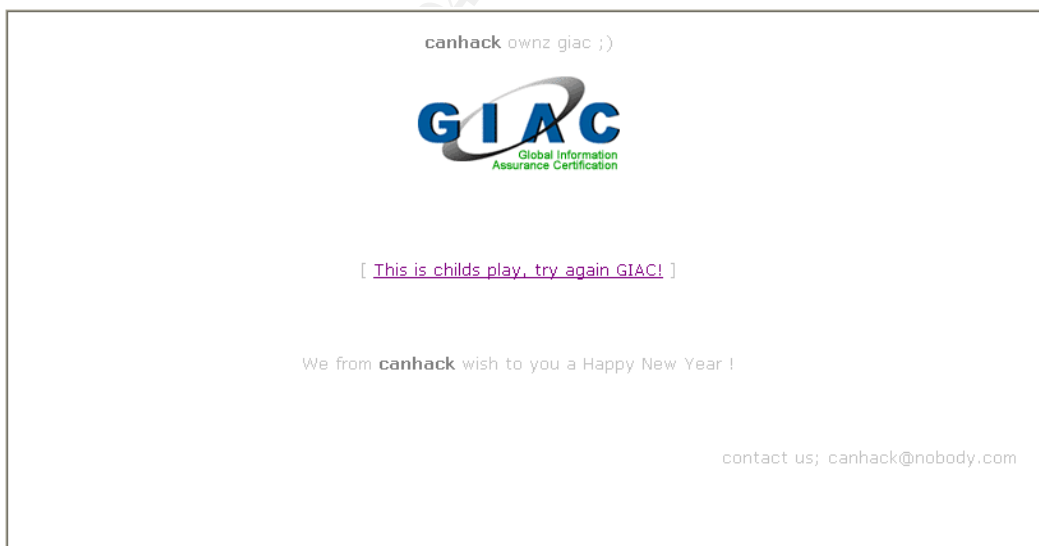 canhack ownz giac ;)
GIAC
Global Information
Assurance Certification
[ This is childs play, try again GIAC! ]
We from canhack wish to you a Happy New Year !
contact us; canhack@nobody.com